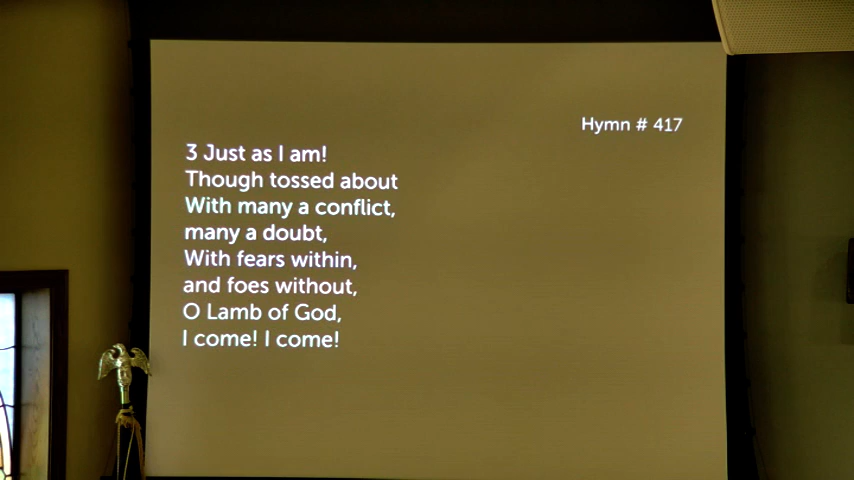 Hymn # 417
3 Just as I am!
Though tossed about
With many a conflict,
many a doubt,
With fears within,
and foes without,
O Lamb of God,
I come! I come!